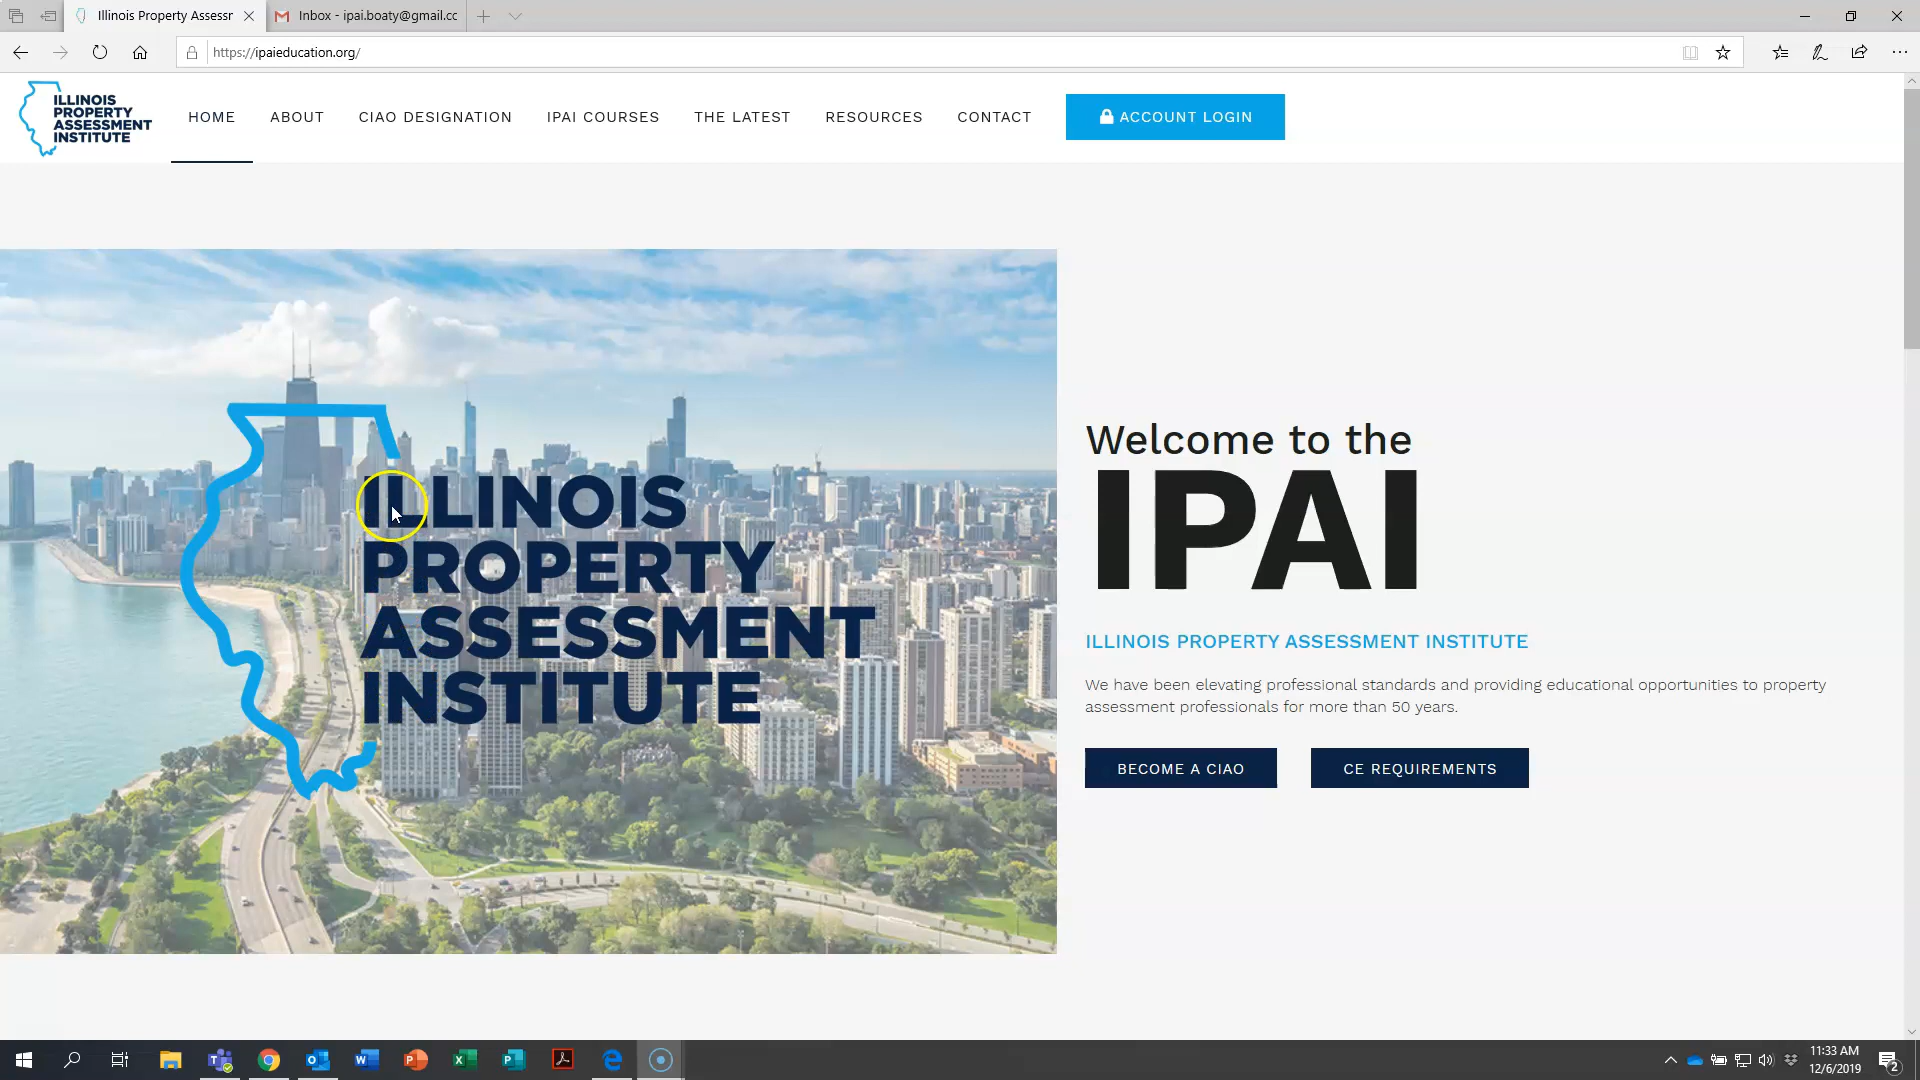 Illinois Property Assessr
Inbox - ipai.boaty@gmail.cc
https://ipaieducation.org/
ILLINOIS
PROPERTY
ASSESSMENT
INSTITUTE
HOME
ABOUT
CIAO DESIGNATION
IPAI COURSES
THE LATEST
RESOURCES
CONTACT
ACCOUNT LOGIN
ILLINOIS
PROPERTY
ASSESSMENT
INSTITUTE
Welcome to the
IPAI
ILLINOIS PROPERTY ASSESSMENT INSTITUTE
We have been elevating professional standards and providing educational opportunities to property
assessment professionals for more than 50 years.
BECOME A CIAO
CE REQUIREMENTS
11:33 AM
12/6/2019
2